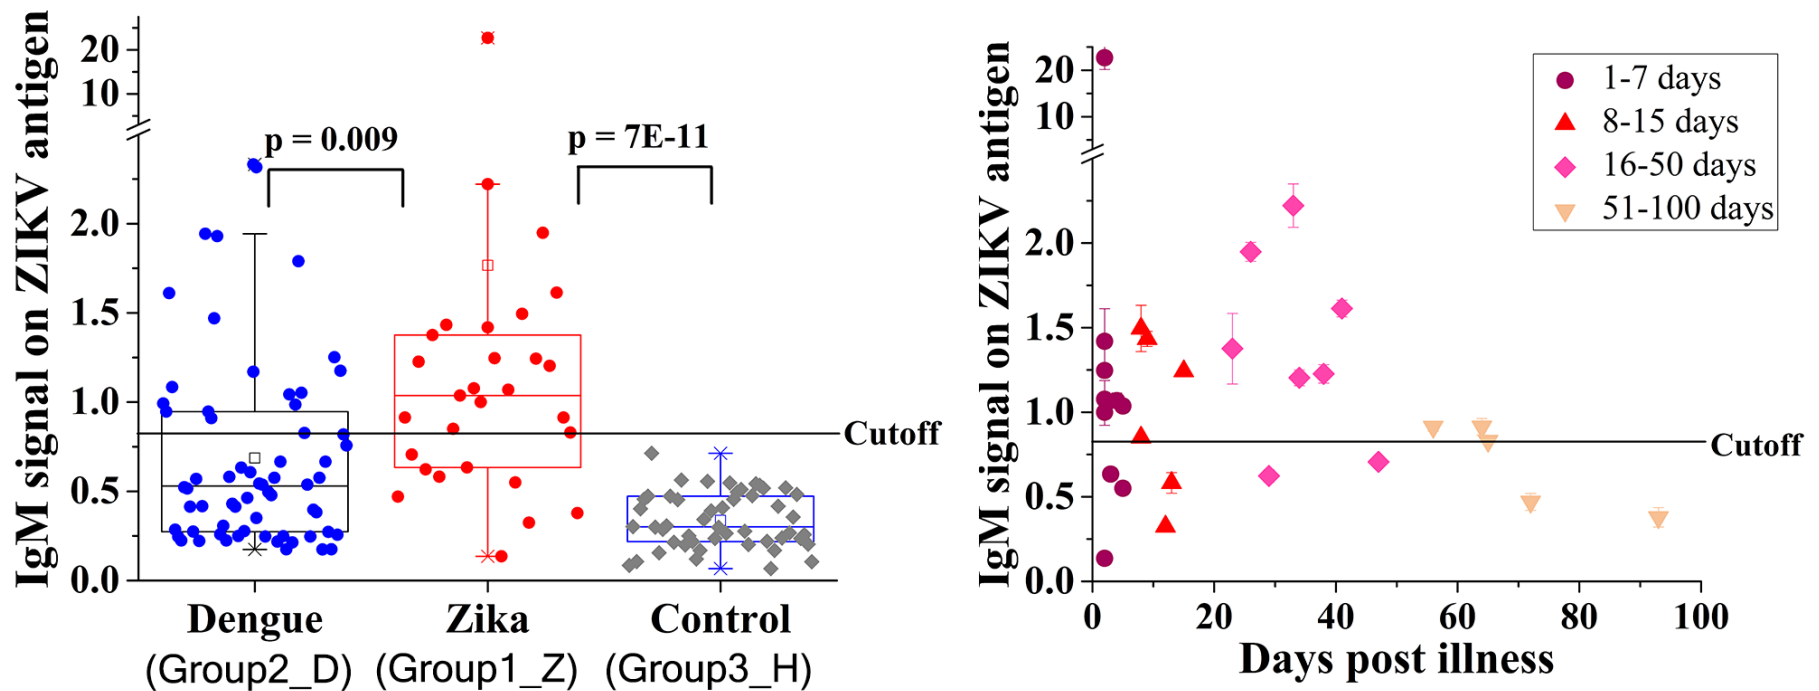 IgM signal on ZIKV antigen
20
10
2.0
1.5
1.0
0.5
0.0
p = 0.009
p = 7E-11
Cutoff
Dengue
Zika
Control
(Group2_D)
(Group1_Z)
(Group3_H)
IgM signal on ZIKV antigen
20
10
2.0
1.5
1.0
0.5
0.0
1-7 days
8-15 days
16-50 days
51-100 days
Cutoff
0
20
40
60
80
100
Days post illness